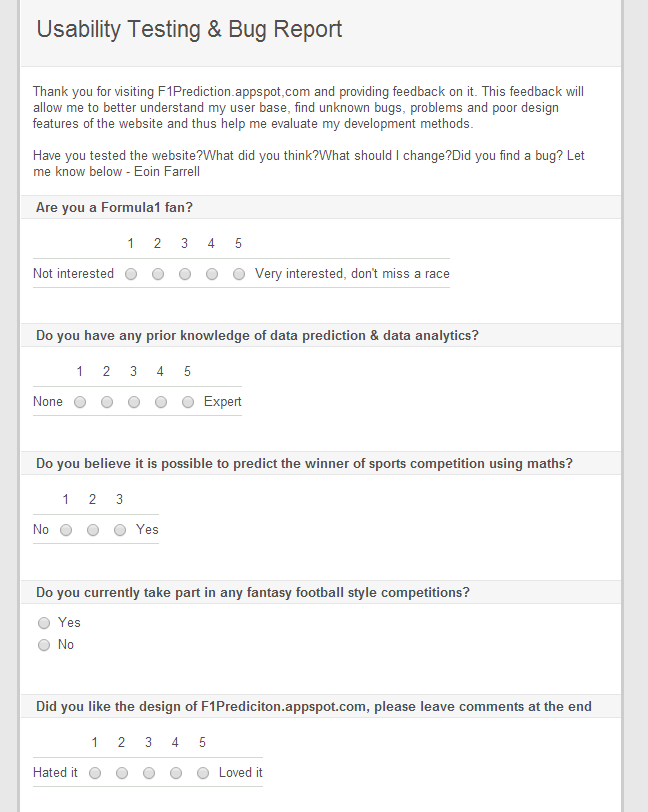 Usability Testing & Bug Report
Thank you for visiting F1Prediction.appspot,com and providing feedback on it. This feedback will
allow me to better understand my user base, find unknown bugs, problems and poor design
features of the website and thus help me evaluate my development methods.
Have you tested the website?What did you think?What should I change?Did you find a bug? Let
me know below - Eoin Farrell
Are you a Formula1 fan?
1 2 3 4 5
Not interested Very interested, don't miss a race
Do you have any prior knowledge of data prediction & data analytics?
1 2 3 4 5
None Expert
Do you believe it is possible to predict the winner of sports competition using maths?
1 2 3
No Yes
Do you currently take part in any fantasy football style competitions?
Yes
No
Did you like the design of F1Prediciton.appspot.com, please leave comments at the end
1 2 3 4 5
Hated it Loved it